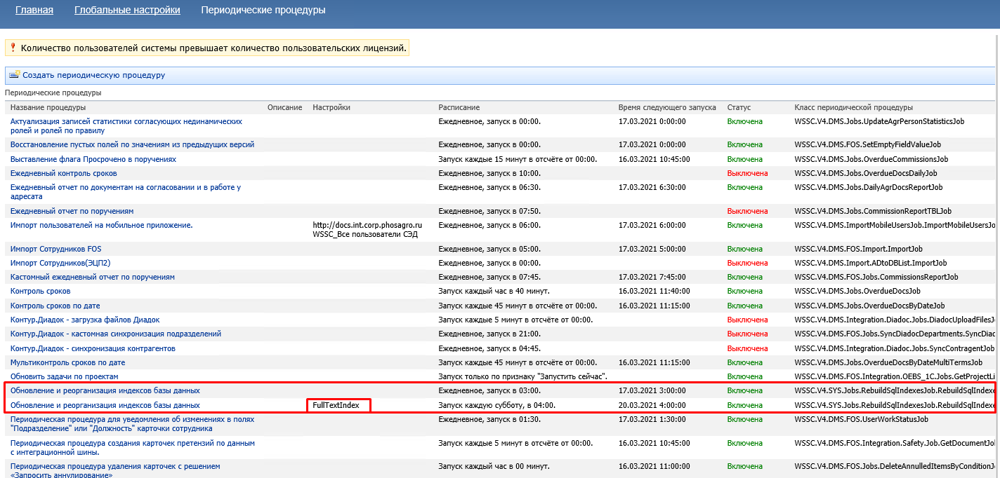 Главная Глобальные настройки Периодические процедуры
Количество пользователей системы превышает количество пользовательских лицензий.
Создать периодическую процедуру
Периодические процедуры
Название процедуры Описание Настройки Расписание Время следующего запуска Статус Класс периодической процедуры
Актуализация записей статистики согласующих нединамических Ежедневное, запуск в 00:00. 17.03.2021 0:00:00 Включена WSSC.V4.DMS.Jobs.UpdateAgrPersonStatisticsJob
ролей и ролей по правилу
Восстановление пустых полей по значениям из предыдущих версий Ежедневное, запуск в 00:00. 17.03.2021 0:00:00 Включена WSSC.V4.DMS.FOS.SetEmptyFieldValueJob
Выставление флага Просрочено в поручениях Запуск каждые 15 минут в отсчёте от 00:00. 16.03.2021 10:45:00 Включена WSSC.V4.DMS.Jobs.OverdueCommissionsJob
Ежедневный контроль сроков Ежедневное, запуск в 10:00. Выключена WSSC.V4.DMS.Jobs.OverdueDocsDailyJob
Ежедневный отчет по документам на согласовании и в работе у Ежедневное, запуск в 06:30. 17.03.2021 6:30:00 Включена WSSC.V4.DMS.Jobs.DailyAgrDocsReportJob
адресата
Ежедневный отчет по поручениям Ежедневное, запуск в 07:50. Выключена WSSC.V4.DMS.Jobs.CommissionReportTBLJob
Импорт пользователей на мобильное приложение. http://docs.int.corp.phosagro.ru Ежедневное, запуск в 06:00. 17.03.2021 6:00:00 Включена WSSC.V4.DMS.ImportMobileUsersJob.ImportMobileUsersJo
WSSC_Все пользователи СЭД
Импорт Сотрудников FOS Ежедневное, запуск в 05:00. 17.03.2021 5:00:00 Включена WSSC.V4.DMS.FOS.Import.ImportJob
Импорт Сотрудников(ЭЦП2) Ежедневное, запуск в 00:00. Выключена WSSC.V4.DMS.Import.ADtoDBList.ImportJob
Кастомный ежедневный отчет по поручениям Ежедневное, запуск в 07:45. 17.03.2021 7:45:00 Включена WSSC.V4.DMS.FOS.Jobs.CommissionsReportJob
Контроль сроков Запуск каждый час в 40 минут. 16.03.2021 11:40:00 Включена WSSC.V4.DMS.Jobs.OverdueDocsJob
Контроль сроков по дате Запуск каждые 45 минут в отсчёте от 00:00. 16.03.2021 11:15:00 Включена WSSC.V4.DMS.Jobs.OverdueDocsByDateJob
Контур.Диадок - загрузка файлов Диадок Запуск каждые 5 минут в отсчёте от 00:00. Выключена WSSC.V4.DMS.Integration.Diadoc.Jobs.DiadocUploadFilesJ
Контур.Диадок - кастомная синхронизация подразделений Ежедневное, запуск в 21:00. Выключена WSSC.V4.DMS.FOS.Jobs.SyncDiadocDepartments.SyncDiad
Контур.Диадок - синхронизация контрагентов Ежедневное, запуск в 04:45. Выключена WSSC.V4.DMS.Integration.Diadoc.Jobs.SyncContragentJob
Мультиконтроль сроков по дате Запуск каждые 45 минут в отсчёте от 00:00. 16.03.2021 11:15:00 Включена WSSC.V4.DMS.Jobs.OverdueDocsByDateMultiTermsJob
Обновить задачи по проектам Запуск только по признаку "Запустить сейчас". Включена WSSC.V4.DMS.FOS.Integration.OEBS_1C.Jobs.GetProjectLi
Обновление и реорганизация индексов базы данных Ежедневное, запуск в 03:00. 17.03.2021 3:00:00 Включена WSSC.V4.SYS.Jobs.RebuildSqlIndexesJob.RebuildSqlIndexe
Обновление и реорганизация индексов базы данных FullTextIndex Запуск каждую субботу, в 04:00. 20.03.2021 4:00:00 Включена WSSC.V4.SYS.Jobs.RebuildSqlIndexesJob.RebuildSqlIndexe
Периодическая процедура для уведомления об изменениях в полях Ежедневное, запуск в 01:30. 17.03.2021 1:30:00 Включена WSSC.V4.DMS.FOS.UserWorkStatusJob
"Подразделение" или "Должность" карточки сотрудника
Периодическая процедура создания карточек претензий по данным Запуск каждые 5 минут в отсчёте от 00:00. 16.03.2021 10:45:00 Включена WSSC.V4.DMS.FOS.Integration.Safety.Job.GetDocumentJol
с интеграционной шины.
Периодическая процедура удаления карточек с решением Запуск каждый час в 00 минут. 16.03.2021 11:00:00 Включена WSSC.V4.DMS.FOS.Jobs.DeleteAnnulledItemsByConditionJ
«Запросить аннулирование»